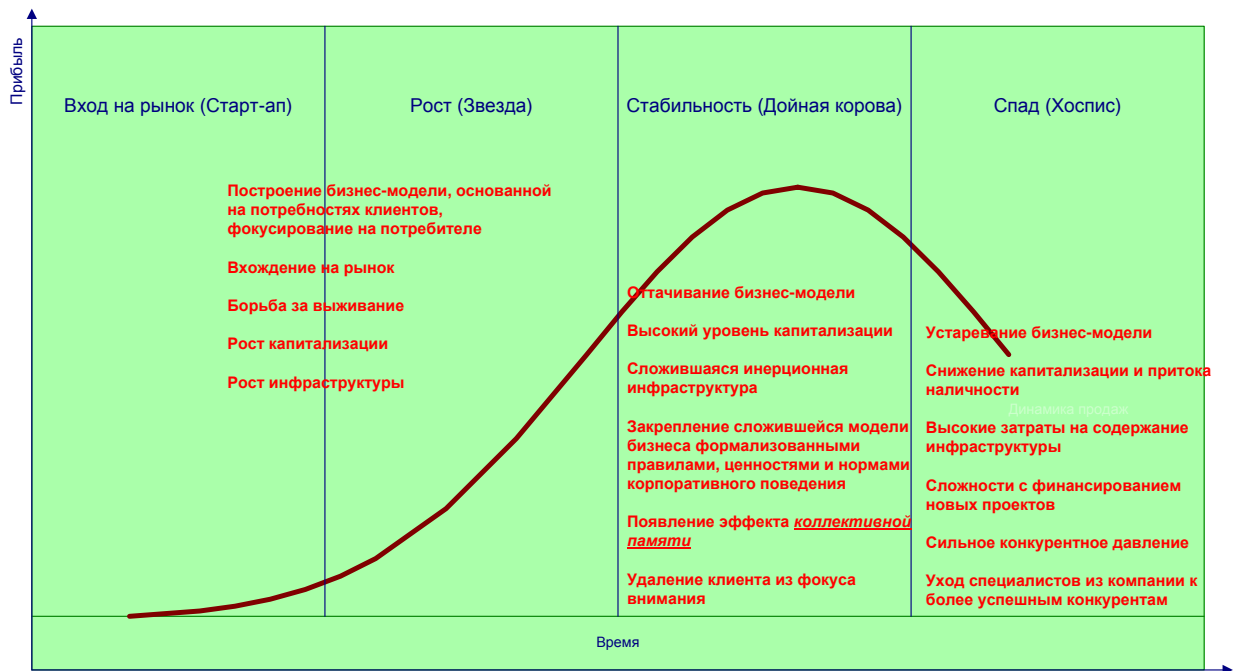 Прибыль
Вход на рынок (Старт-ап)
Рост (Звезда)
Стабильность (Дойная корова)
Спад (Хоспис)
Построение бизнес-модели, основанной
на потребностях клиентов,
фокусирование на потребителе
Вхождение на рынок
Борьба за выживание
Рост капитализации
Рост инфраструктуры
Оттачивание бизнес-модели
Высокий уровень капитализации
Сложившаяся инерционная
инфраструктура
Закрепление сложившейся модели
бизнеса формализованными
правилами, ценностями и нормами
корпоративного поведения
Появление эффекта коллективной
памяти
Удаление клиента из фокуса
внимания
Устаревание бизнес-модели
Снижение капитализации и притока
наличности
Динамика продаж
Высокие затраты на содержание
инфраструктуры
Сложности с финансированием
новых проектов
Сильное конкурентное давление
Уход специалистов из компании к
более успешным конкурентам
Время